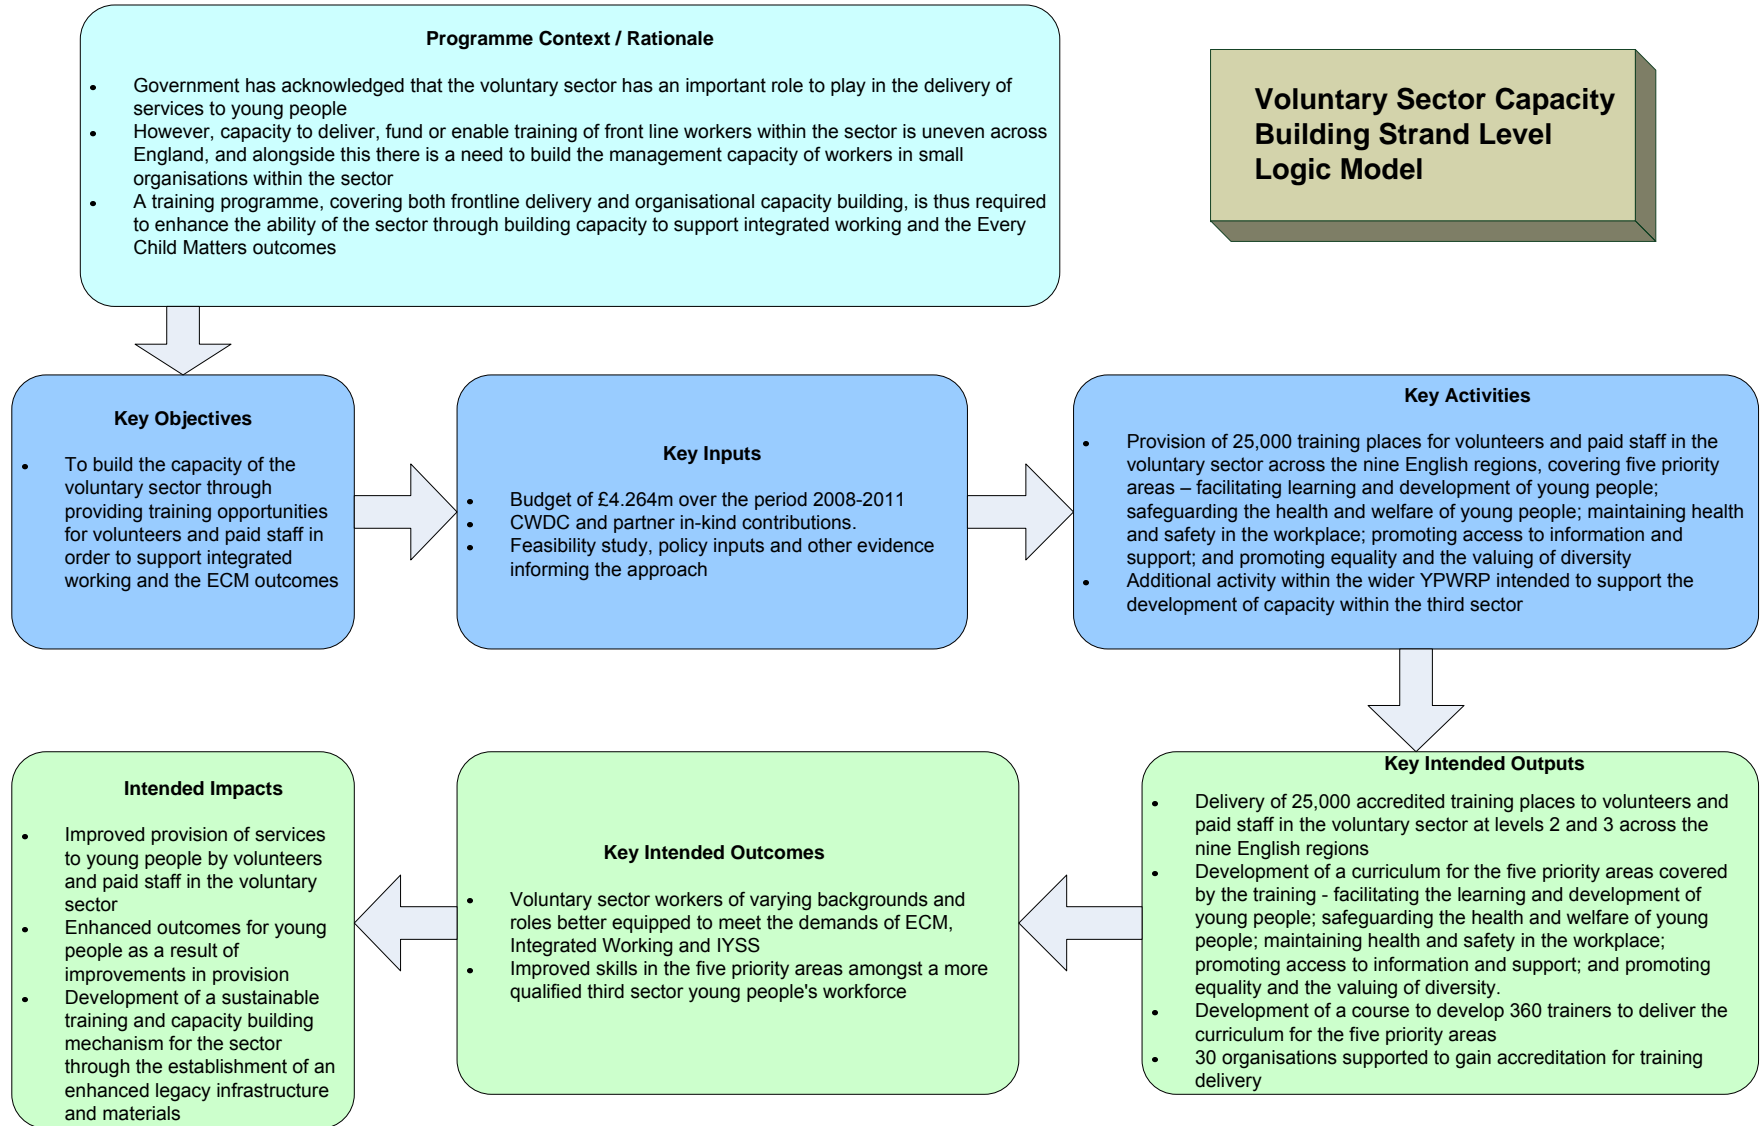 Programme Context / Rationale
• Government has acknowledged that the voluntary sector has an important role to play in the delivery of
services to young people
• However, capacity to deliver, fund or enable training of front line workers within the sector is uneven across
England, and alongside this there is a need to build the management capacity of workers in small
organisations within the sector
• A training programme, covering both frontline delivery and organisational capacity building, is thus required
to enhance the ability of the sector through building capacity to support integrated working and the Every
Child Matters outcomes
Voluntary Sector Capacity
Building Strand Level
Logic Model
Key Objectives
• To build the capacity of the
voluntary sector through
providing training opportunities
for volunteers and paid staff in
order to support integrated
working and the ECM outcomes
Key Inputs
• Budget of £4.264m over the period 2008-2011
• CWDC and partner in-kind contributions.
• Feasibility study, policy inputs and other evidence
informing the approach
Key Activities
• Provision of 25,000 training places for volunteers and paid staff in the
voluntary sector across the nine English regions, covering five priority
areas – facilitating learning and development of young people;
safeguarding the health and welfare of young people; maintaining health
and safety in the workplace; promoting access to information and
support; and promoting equality and the valuing of diversity
• Additional activity within the wider YPWRP intended to support the
development of capacity within the third sector
Key Intended Outputs
• Delivery of 25,000 accredited training places to volunteers and
paid staff in the voluntary sector at levels 2 and 3 across the
nine English regions
• Development of a curriculum for the five priority areas covered
by the training - facilitating the learning and development of
young people; safeguarding the health and welfare of young
people; maintaining health and safety in the workplace;
promoting access to information and support; and promoting
equality and the valuing of diversity.
• Development of a course to develop 360 trainers to deliver the
curriculum for the five priority areas
• 30 organisations supported to gain accreditation for training
delivery
Key Intended Outcomes
• Voluntary sector workers of varying backgrounds and
roles better equipped to meet the demands of ECM,
Integrated Working and IYSS
• Improved skills in the five priority areas amongst a more
qualified third sector young people's workforce
Intended Impacts
• Improved provision of services
to young people by volunteers
and paid staff in the voluntary
sector
• Enhanced outcomes for young
people as a result of
improvements in provision
• Development of a sustainable
training and capacity building
mechanism for the sector
through the establishment of an
enhanced legacy infrastructure
and materials